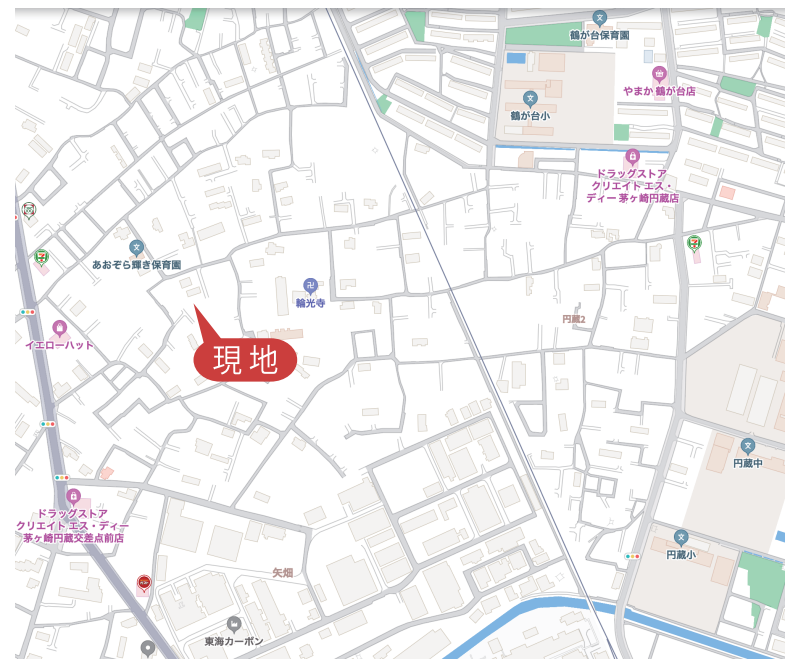 鶴が台保育園
やまか 鶴が台店
鶴が台小
ドラッグストア
クリエイト エス・
ディー 茅ヶ崎円蔵店
あおぞら輝き保育園
輪光寺
円蔵2
イエローハット
現地
円蔵中
ドラッグストア
クリエイト エス・ディー
茅ヶ崎円蔵交差点前店
円蔵小
矢畑
東海カーボン